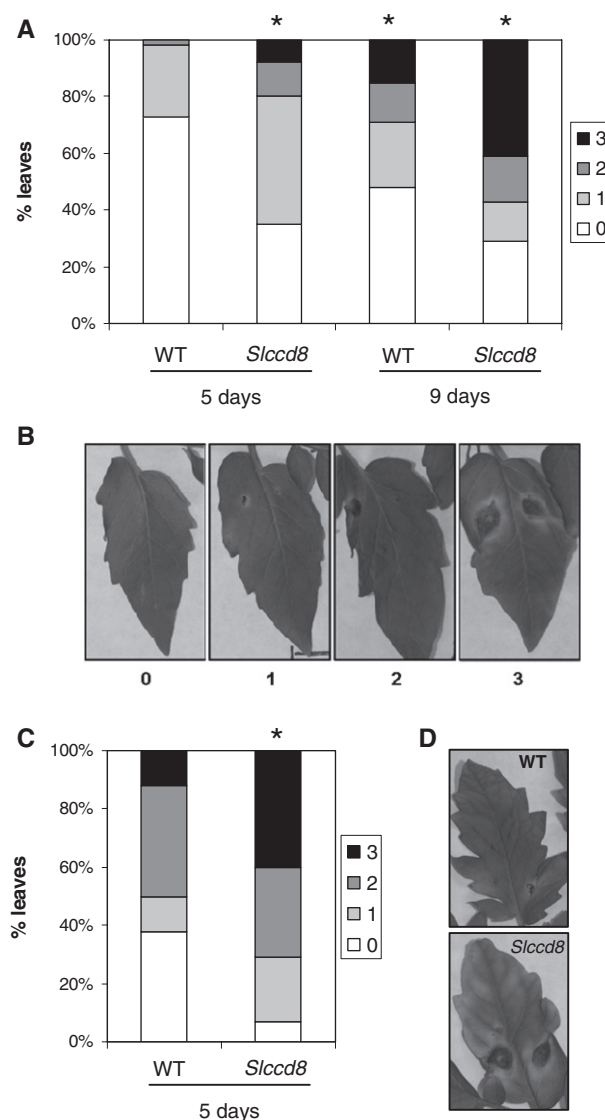 A
* * *
100%
80%
60%
40%
20%
0%
% leaves
3
2
1
0
WT Slccd8 WT Slccd8
5 days 9 days
B
0 1 2 3
C
*
100%
80%
60%
40%
20%
0%
% leaves
3
2
1
0
WT Slccd8
5 days
D
WT
Slccd8